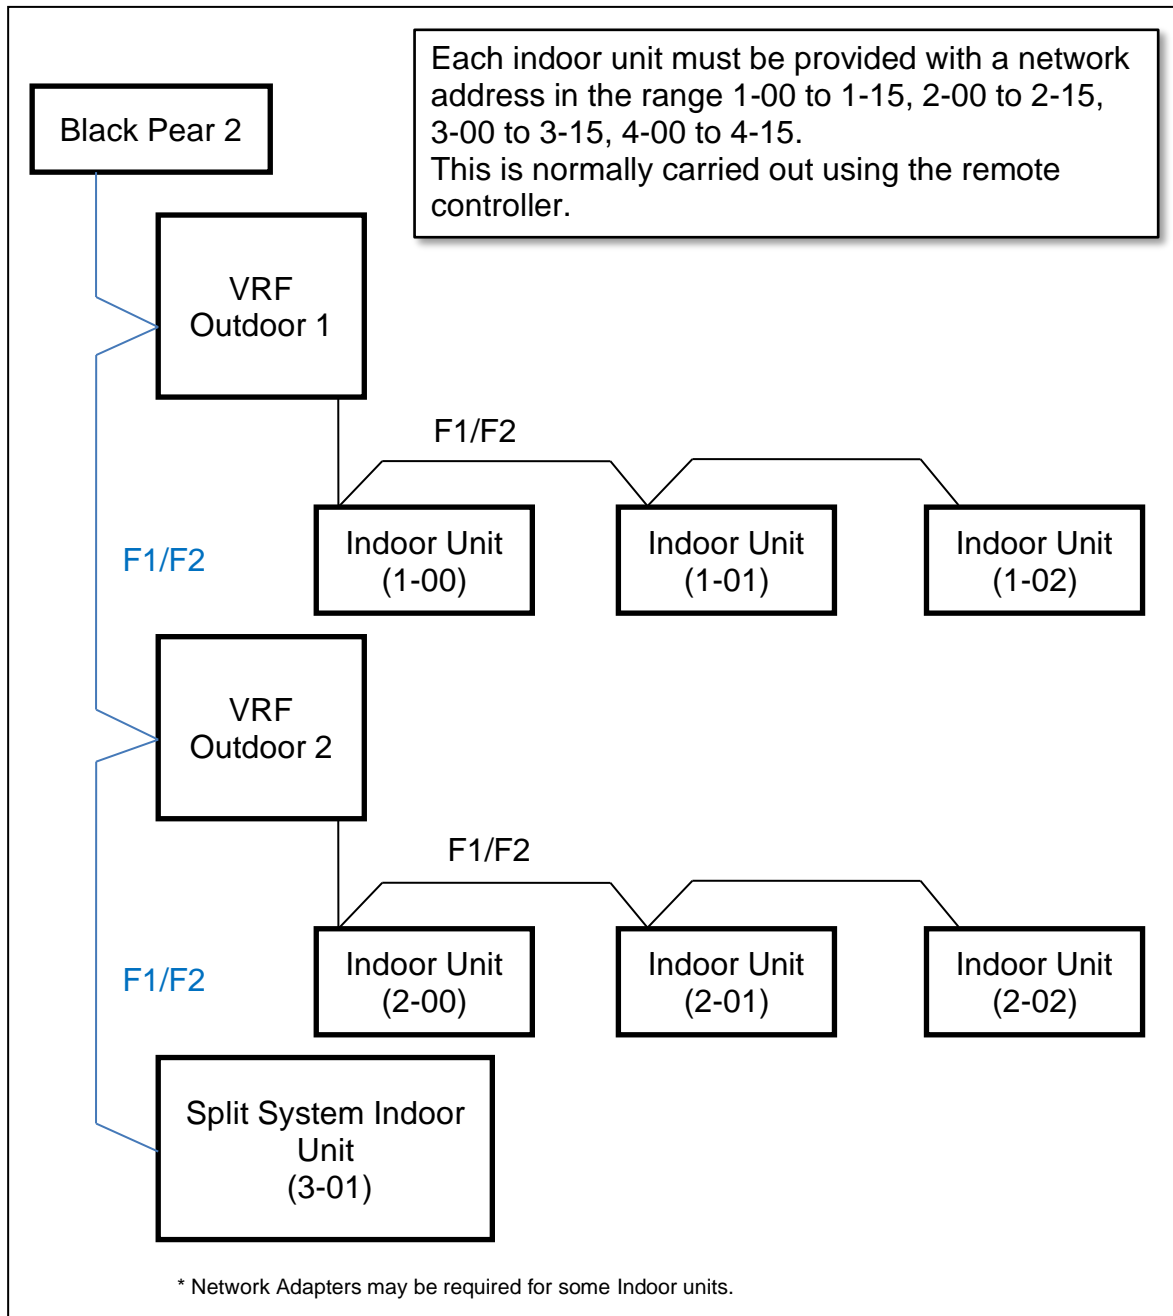 Each indoor unit must be provided with a network
address in the range 1-00 to 1-15, 2-00 to 2-15,
3-00 to 3-15, 4-00 to 4-15.
This is normally carried out using the remote
controller.
Black Pear 2
VRF
Outdoor 1
F1/F2
Indoor Unit
(1-00)
Indoor Unit
(1-01)
Indoor Unit
(1-02)
F1/F2
VRF
Outdoor 2
F1/F2
Indoor Unit
(2-00)
Indoor Unit
(2-01)
Indoor Unit
(2-02)
F1/F2
Split System Indoor
Unit
(3-01)
* Network Adapters may be required for some Indoor units.